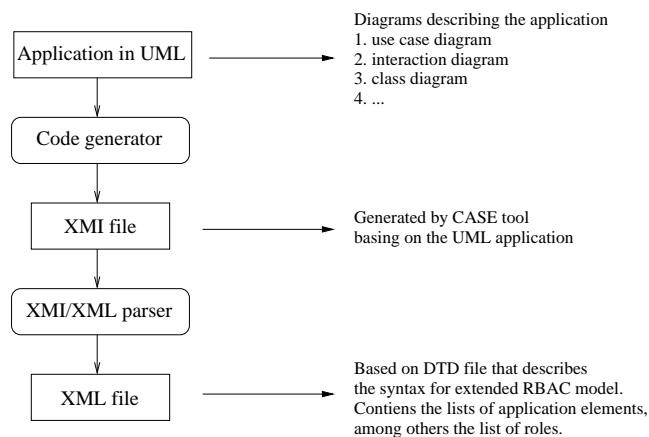 Diagrams describing the application
1. use case diagram
Application in UML
2. interaction diagram
3. class diagram
4. ...
Code generator
XMI file
Generated by CASE tool
basing on the UML application
XMI/XML parser
XML file
Based on DTD file that describes
the syntax for extended RBAC model.
Contiens the lists of application elements,
among others the list of roles.